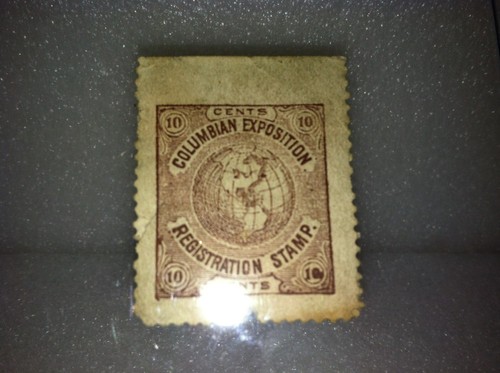 CENTS
10 10
COLUMBIAN EXPOSITION.
REGISTRATION STAMP.
10 10
CENTS